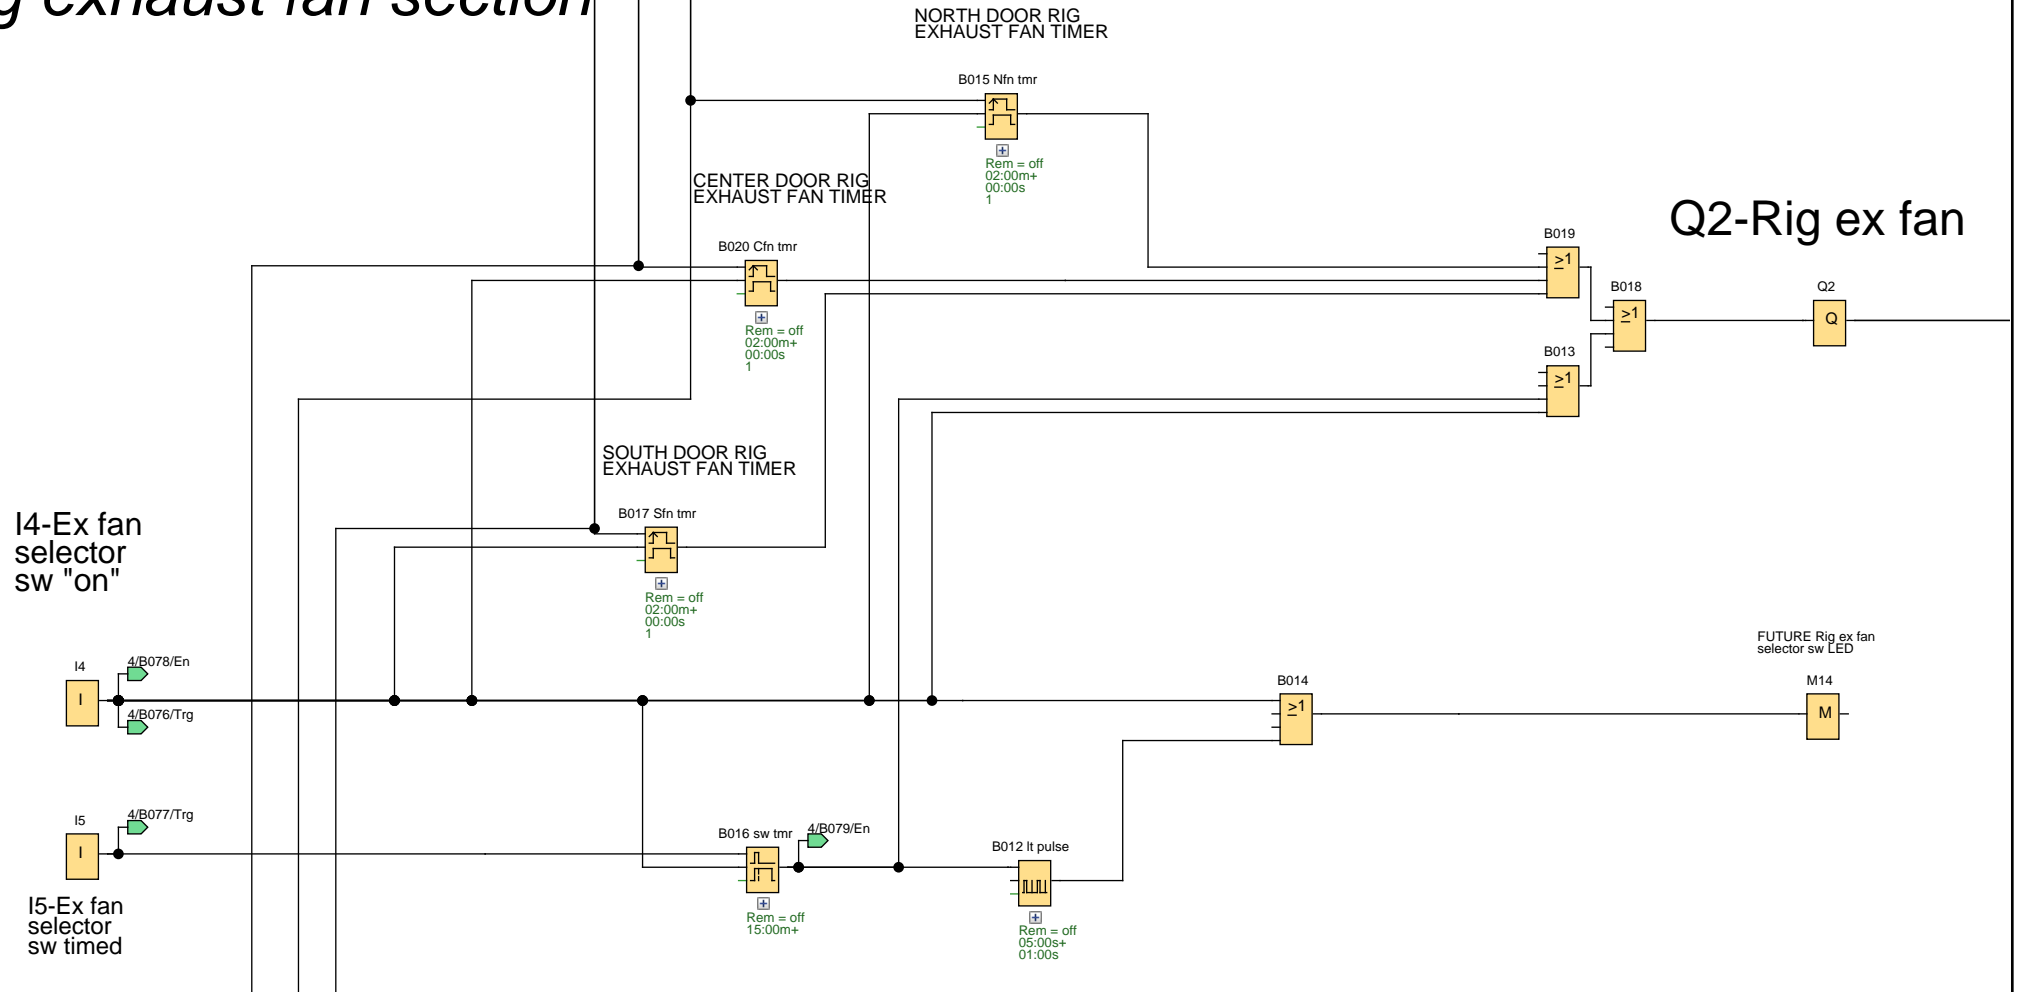 g exhaust fan section
NORTH DOOR RIG
EXHAUST FAN TIMER
B015 Nfn tmr
Rem = off
02:00m+
00:00s
1
CENTER DOOR RIG
EXHAUST FAN TIMER
B020 Cfn tmr
Rem = off
02:00m+
00:00s
1
Q2-Rig ex fan
B019
≥1
B018
≥1
Q2
Q
B013
≥1
SOUTH DOOR RIG
EXHAUST FAN TIMER
B017 Sfn tmr
Rem = off
02:00m+
00:00s
1
I4-Ex fan
selector
sw "on"
I4
I
4/B078/En
4/B076/Trg
B014
≥1
FUTURE Rig ex fan
selector sw LED
M14
M
I5
I
4/B077/Trg
I5-Ex fan
selector
sw timed
B016 sw tmr
4/B079/En
Rem = off
15:00m+
B012 lt pulse
Rem = off
05:00s+
01:00s